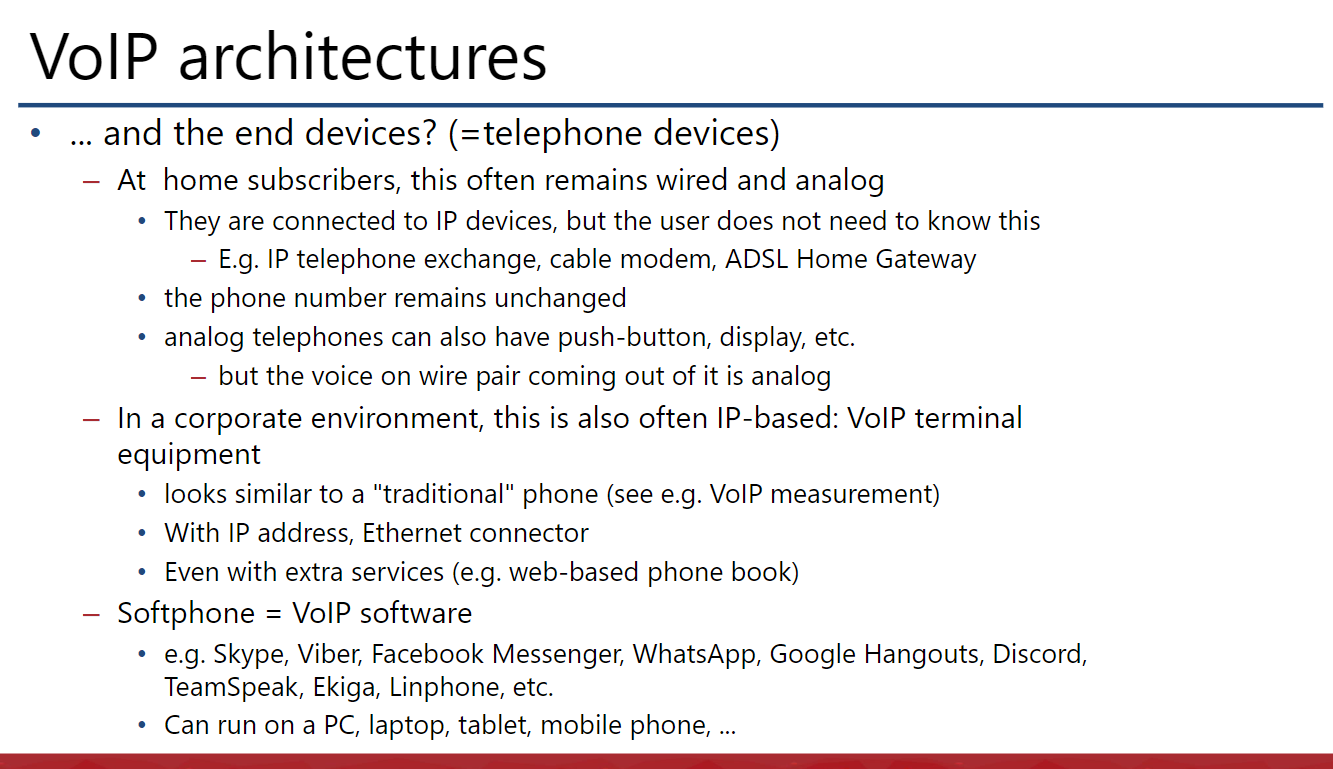 VoIP architectures
• ... and the end devices? (=telephone devices)
– At  home subscribers, this often remains wired and analog
• They are connected to IP devices, but the user does not need to know this
– E.g. IP telephone exchange, cable modem, ADSL Home Gateway
• the phone number remains unchanged
• analog telephones can also have push-button, display, etc.
– but the voice on wire pair coming out of it is analog
– In a corporate environment, this is also often IP-based: VoIP terminal
equipment
• looks similar to a "traditional" phone (see e.g. VoIP measurement)
• With IP address, Ethernet connector
• Even with extra services (e.g. web-based phone book)
– Softphone = VoIP software
• e.g. Skype, Viber, Facebook Messenger, WhatsApp, Google Hangouts, Discord,
TeamSpeak, Ekiga, Linphone, etc.
• Can run on a PC, laptop, tablet, mobile phone, ...